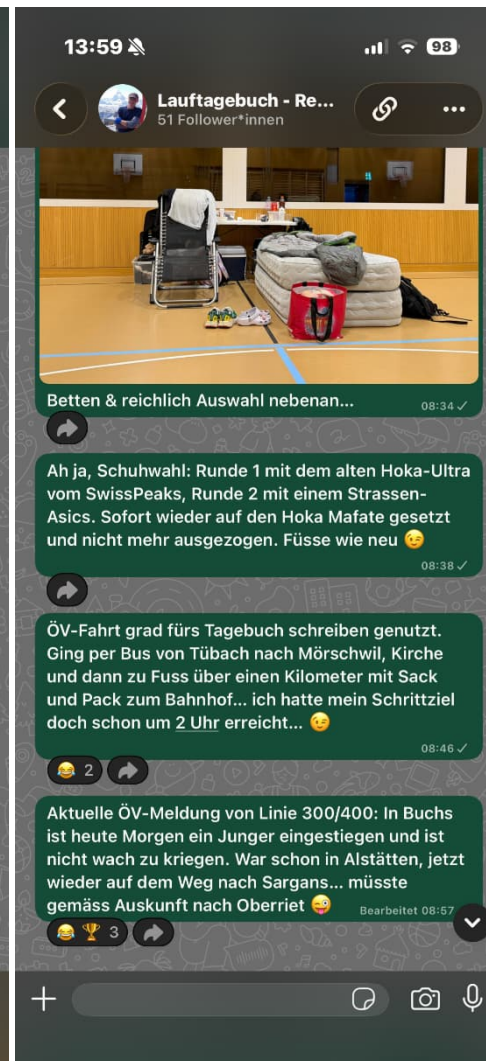 13:59
98
Lauftagebuch - Re...
51 Follower*innen
Betten & reichlich Auswahl nebenan...
08:34
Ah ja, Schuhwahl: Runde 1 mit dem alten Hoka-Ultra
vom SwissPeaks, Runde 2 mit einem Strassen-
Asics. Sofort wieder auf den Hoka Mafate gesetzt
und nicht mehr ausgezogen. Füsse wie neu 😉
08:38
ÖV-Fahrt grad fürs Tagebuch schreiben genutzt.
Ging per Bus von Tübach nach Mörschwil, Kirche
und dann zu Fuss über einen Kilometer mit Sack
und Pack zum Bahnhof... ich hatte mein Schrittziel
doch schon um 2 Uhr erreicht... 😉
08:46
😂 2
Aktuelle ÖV-Meldung von Linie 300/400: In Buchs
ist heute Morgen ein Junger eingestiegen und ist
nicht wach zu kriegen. War schon in Alstätten, jetzt
wieder auf dem Weg nach Sargans... müsste
gemäss Auskunft nach Oberriet 😜
Bearbeitet 08:57
😂 🏆 3